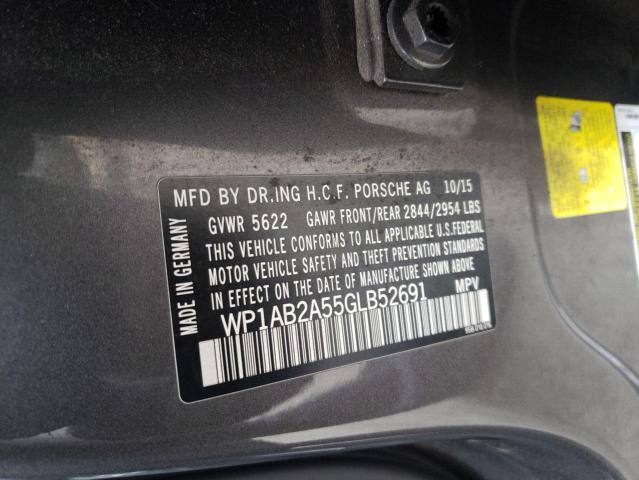 MFD BY DR.ING H.C.F. PORSCHE AG 10/15
GVWR 5622 GAWR FRONT/REAR 2844/2954 LBS
THIS VEHICLE CONFORMS TO ALL APPLICABLE U.S.FEDERAL
MOTOR VEHICLE SAFETY AND THEFT PREVENTION STANDARDS
IN EFFECT ON THE DATE OF MANUFACTURE SHOWN ABOVE
WP1AB2A55GLB52691 MPV
MADE IN GERMANY